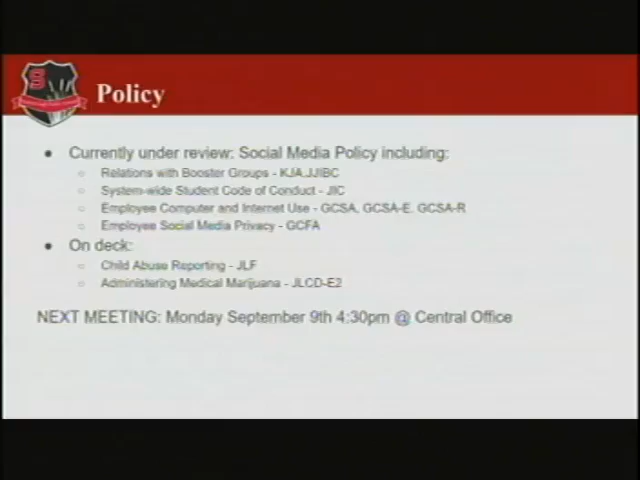 S
Policy
● Currently under review: Social Media Policy including:
○ Relations with Booster Groups - KJA,JJIBC
○ System-wide Student Code of Conduct - JIC
○ Employee Computer and Internet Use - GCSA, GCSA-E, GCSA-R
○ Employee Social Media Privacy - GCFA
● On deck:
○ Child Abuse Reporting - JLF
○ Administering Medical Marijuana - JLCD-E2
NEXT MEETING: Monday September 9th 4:30pm @ Central Office